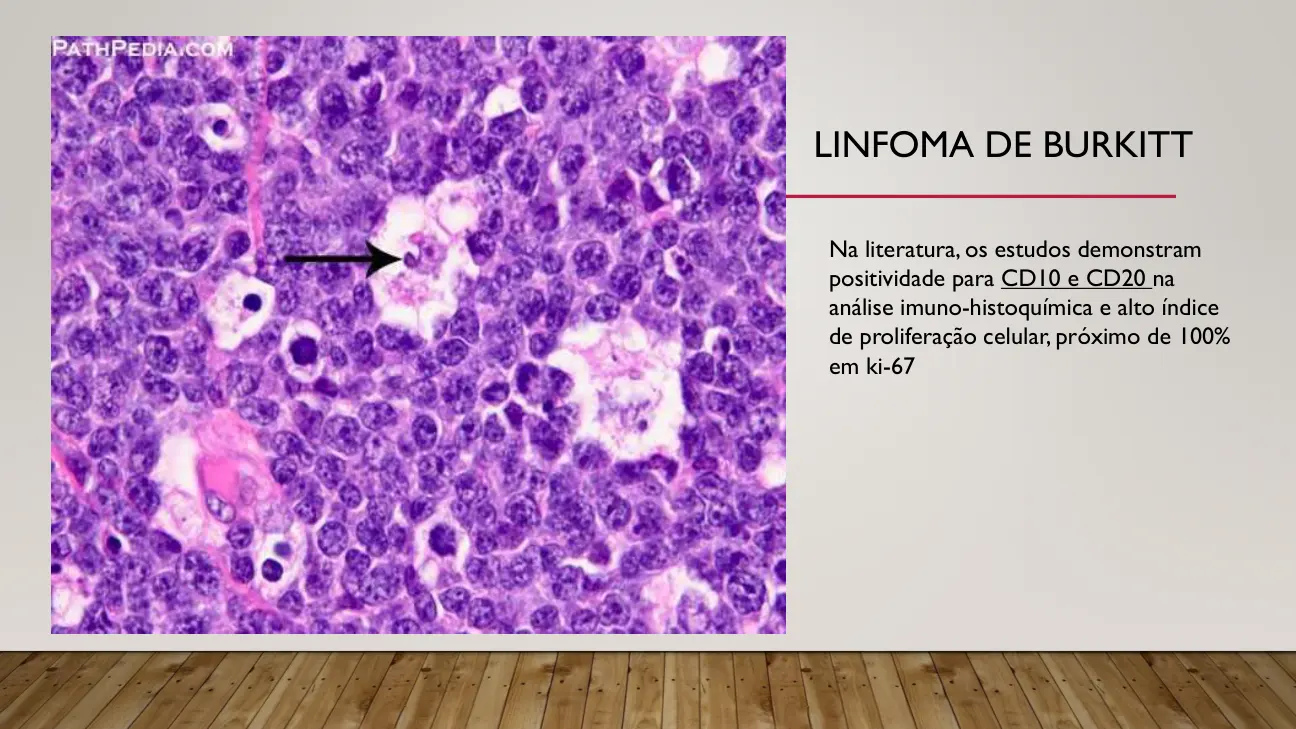 PATHPEDIA.COM
LINFOMA DE BURKITT
Na literatura, os estudos demonstram
positividade para CD10 e CD20 na
análise imuno-histoquímica e alto índice
de proliferação celular, próximo de 100%
em ki-67